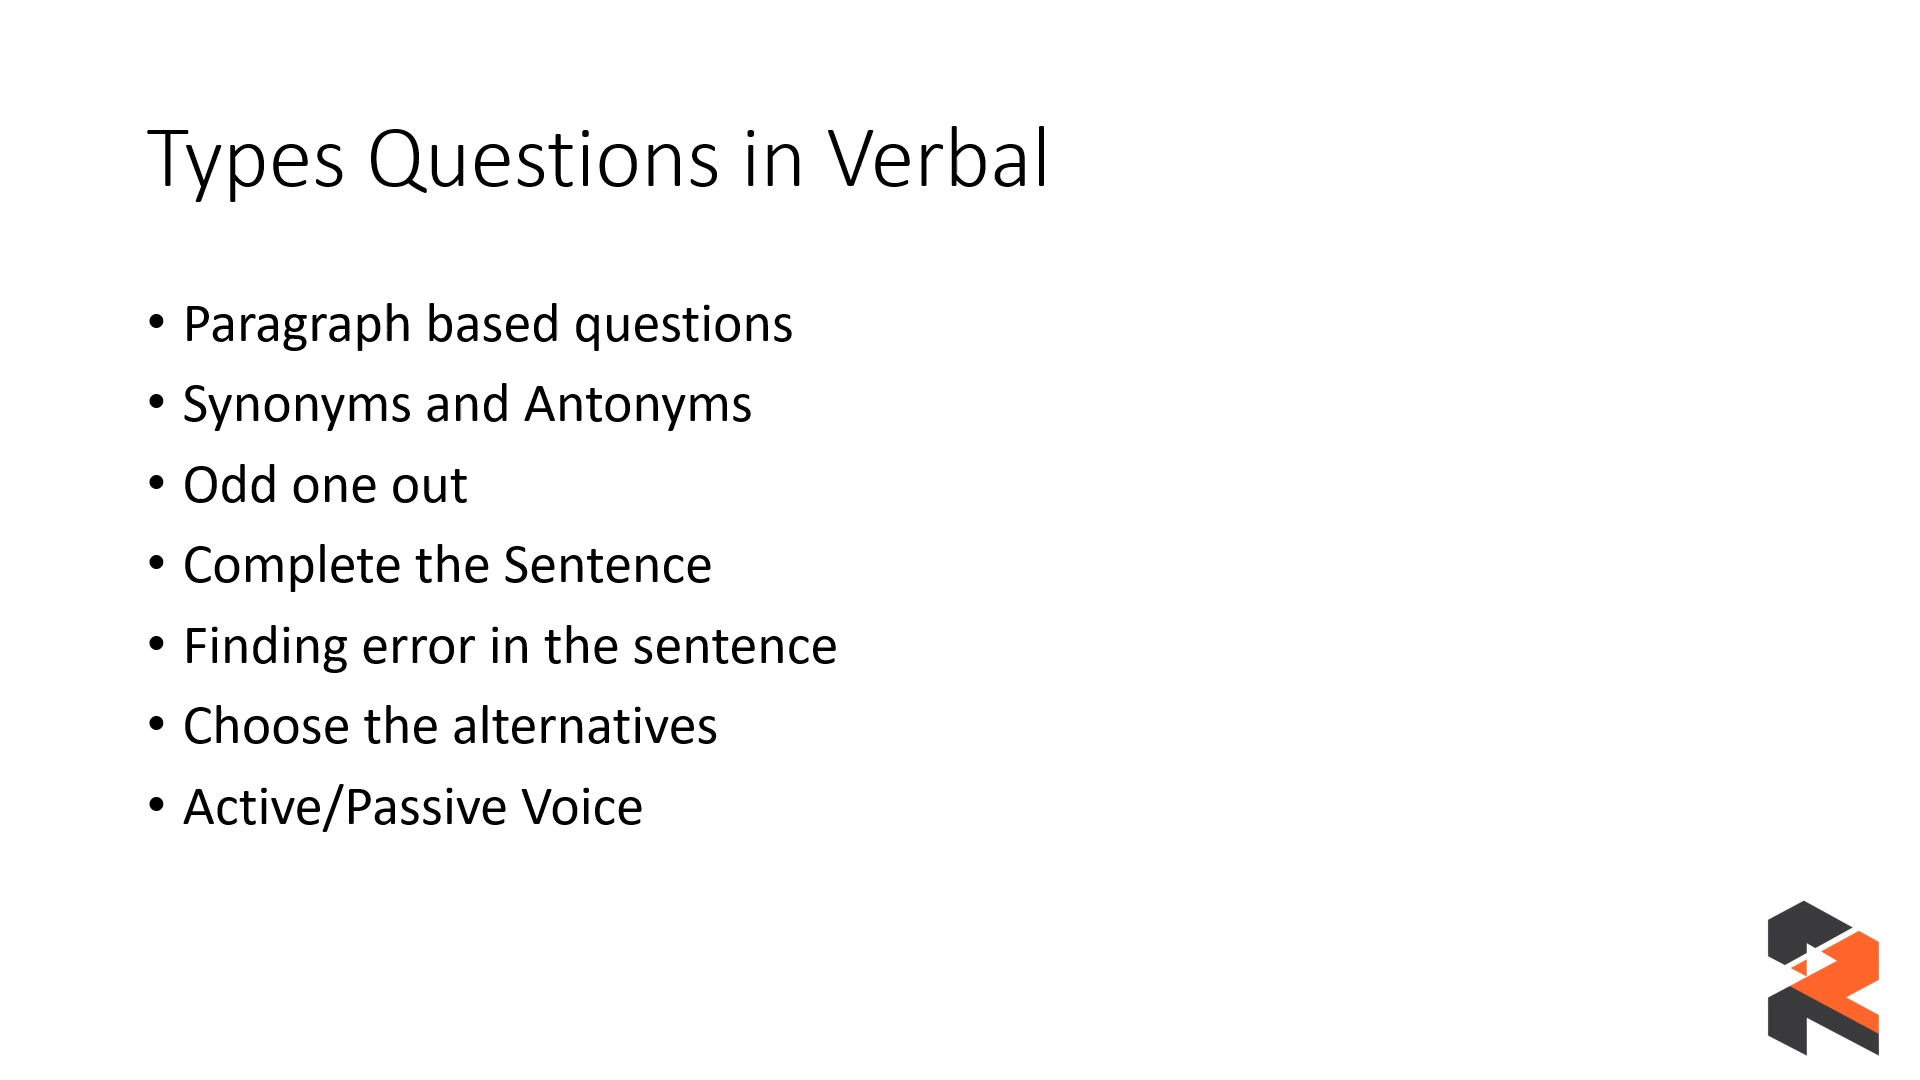 Types Questions in Verbal
• Paragraph based questions
• Synonyms and Antonyms
• Odd one out
• Complete the Sentence
• Finding error in the sentence
• Choose the alternatives
• Active/Passive Voice